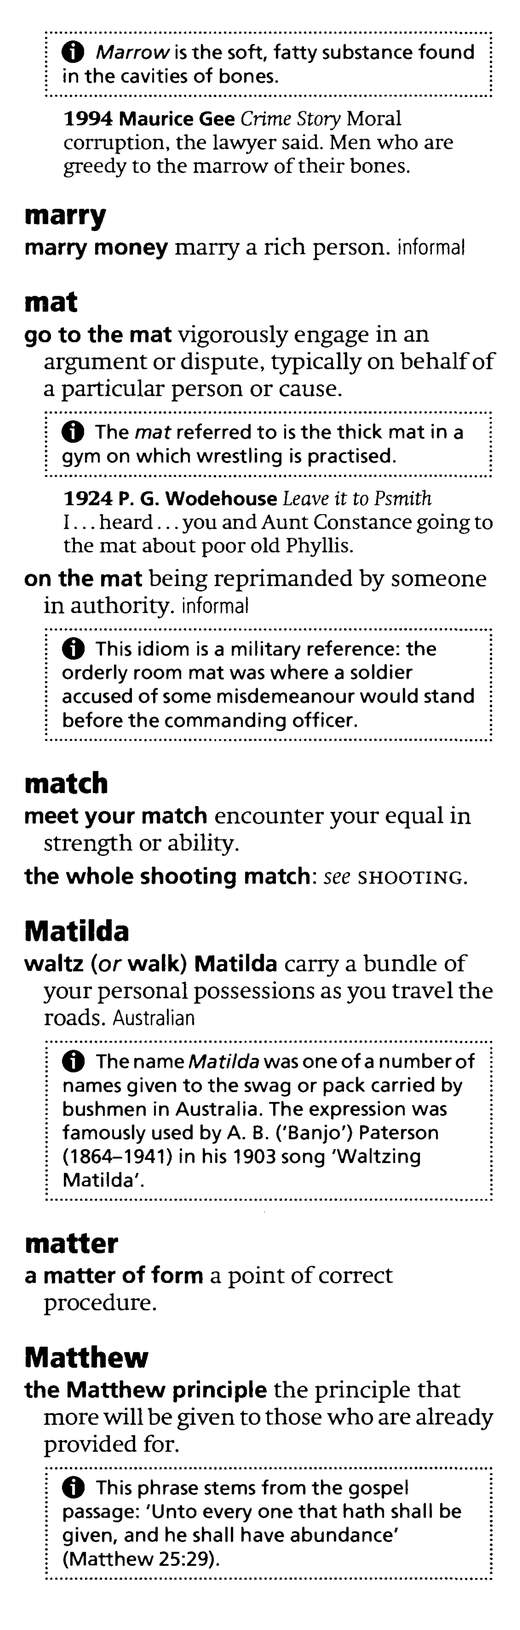 ℹ Marrow is the soft, fatty substance found
in the cavities of bones.
1994 Maurice Gee Crime Story Moral
corruption, the lawyer said. Men who are
greedy to the marrow of their bones.
marry
marry money marry a rich person. informal
mat
go to the mat vigorously engage in an
argument or dispute, typically on behalf of
a particular person or cause.
ℹ The mat referred to is the thick mat in a
gym on which wrestling is practised.
1924 P. G. Wodehouse Leave it to Psmith
I…heard…you and Aunt Constance going to
the mat about poor old Phyllis.
on the mat being reprimanded by someone
in authority. informal
ℹ This idiom is a military reference: the
orderly room mat was where a soldier
accused of some misdemeanour would stand
before the commanding officer.
match
meet your match encounter your equal in
strength or ability.
the whole shooting match: see SHOOTING.
Matilda
waltz (or walk) Matilda carry a bundle of
your personal possessions as you travel the
roads. Australian
ℹ The name Matilda was one of a number of
names given to the swag or pack carried by
bushmen in Australia. The expression was
famously used by A. B. ('Banjo') Paterson
(1864–1941) in his 1903 song 'Waltzing
Matilda'.
matter
a matter of form a point of correct
procedure.
Matthew
the Matthew principle the principle that
more will be given to those who are already
provided for.
ℹ This phrase stems from the gospel
passage: 'Unto every one that hath shall be
given, and he shall have abundance'
(Matthew 25:29).